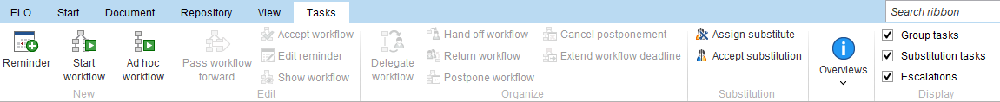 ELO Start Document Repository View Tasks Search ribbon
Reminder
Start workflow
Ad hoc workflow
New
Pass workflow forward
Accept workflow
Edit reminder
Show workflow
Edit
Delegate workflow
Hand off workflow
Return workflow
Postpone workflow
Cancel postponement
Extend workflow deadline
Organize
Assign substitute
Accept substitution
Substitution
Overviews
Group tasks
Substitution tasks
Escalations
Display